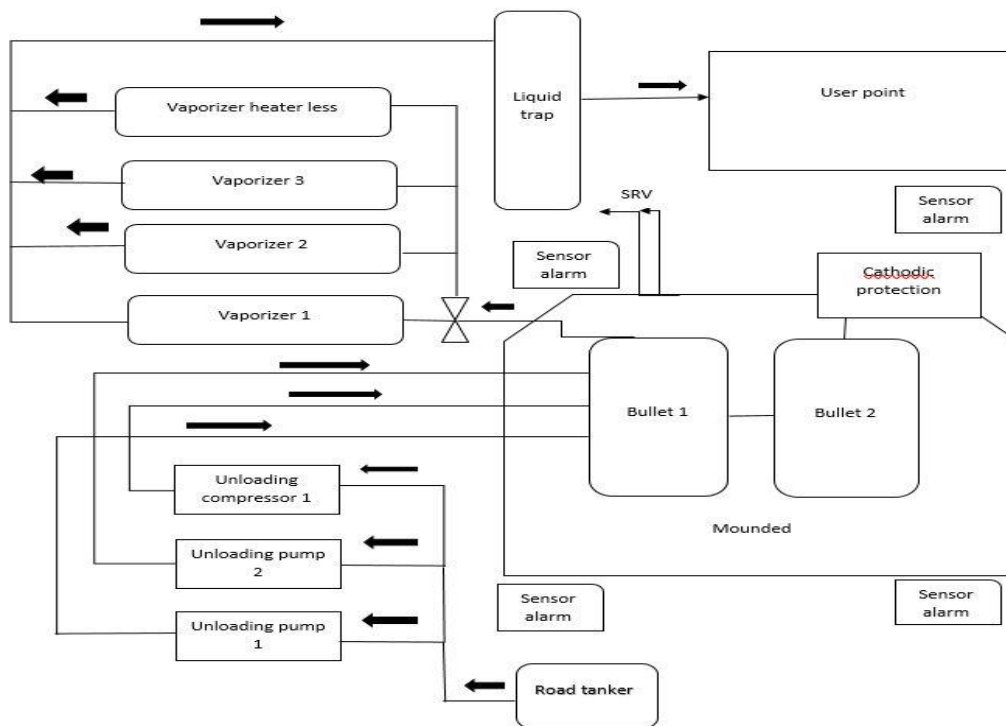 Vaporizer heater less
Liquid
trap
User point
Vaporizer 3
SRV
Sensor
alarm
Vaporizer 2
Sensor
alarm
Cathodic
protection
Vaporizer 1
Bullet 1
Bullet 2
Unloading
compressor 1
Mounded
Unloading pump
2
Sensor
alarm
Sensor
alarm
Unloading pump
1
Road tanker